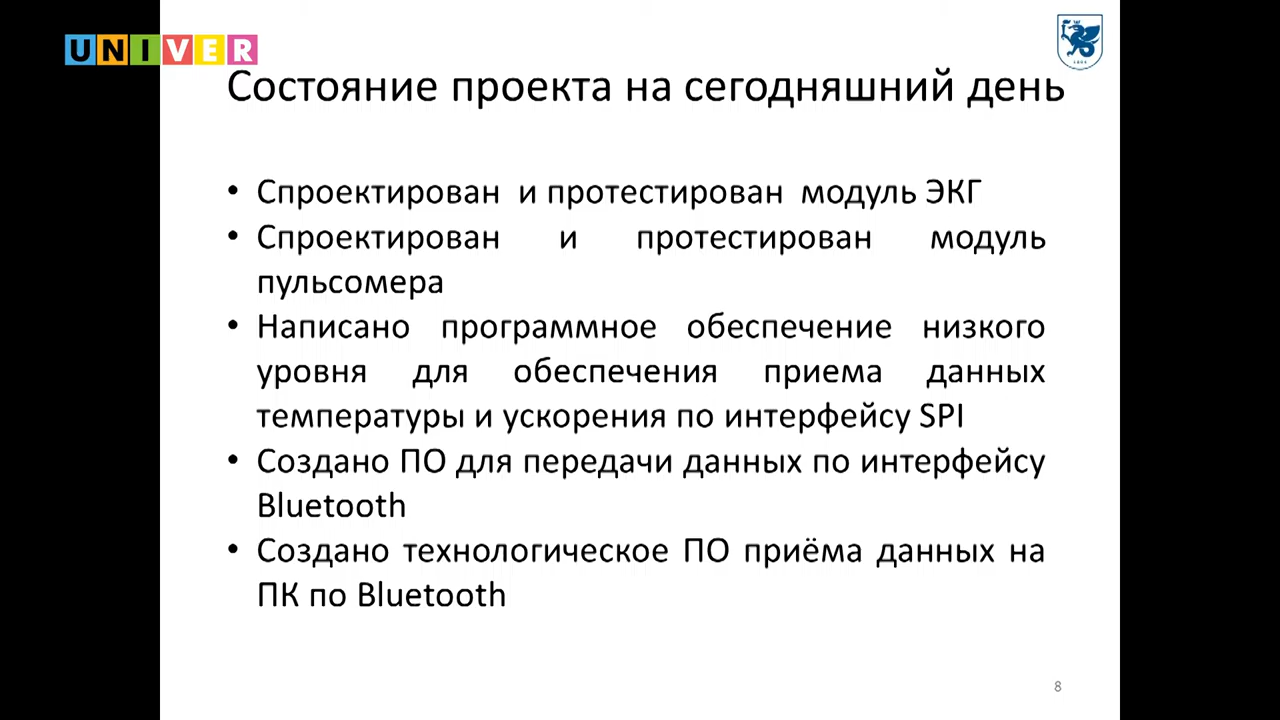 UNIVER
Состояние проекта на сегодняшний день
• Спроектирован и протестирован модуль ЭКГ
• Спроектирован и протестирован модуль
пульсомера
• Написано программное обеспечение низкого
уровня для обеспечения приема данных
температуры и ускорения по интерфейсу SPI
• Создано ПО для передачи данных по интерфейсу
Bluetooth
• Создано технологическое ПО приёма данных на
ПК по Bluetooth
8